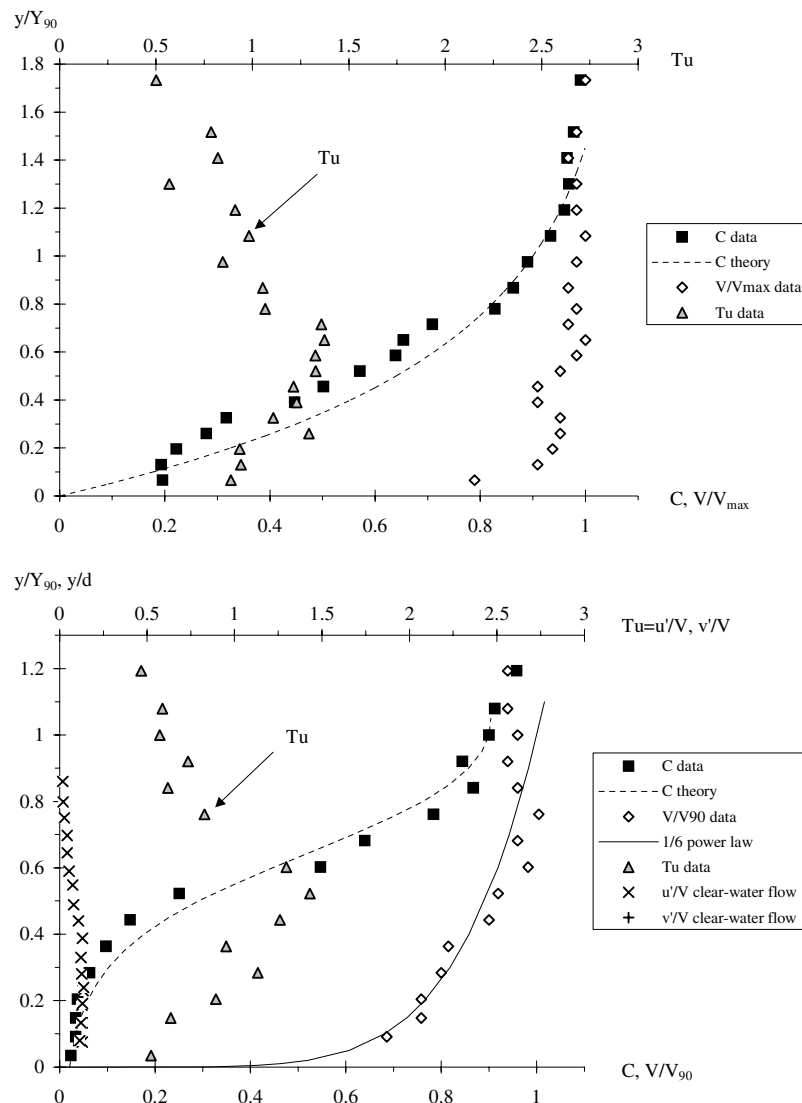 y/Y90
0 0.5 1 1.5 2 2.5 3
Tu
1.8
1.6
1.4
1.2
1
0.8
0.6
0.4
0.2
0
Tu
C data
C theory
V/Vmax data
Tu data
0 0.2 0.4 0.6 0.8 1
C, V/Vmax
y/Y90, y/d
0 0.5 1 1.5 2 2.5 3
Tu=u'/V, v'/V
1.2
1
0.8
0.6
0.4
0.2
0
Tu
C data
C theory
V/V90 data
1/6 power law
Tu data
u'/V clear-water flow
v'/V clear-water flow
0 0.2 0.4 0.6 0.8 1
C, V/V90